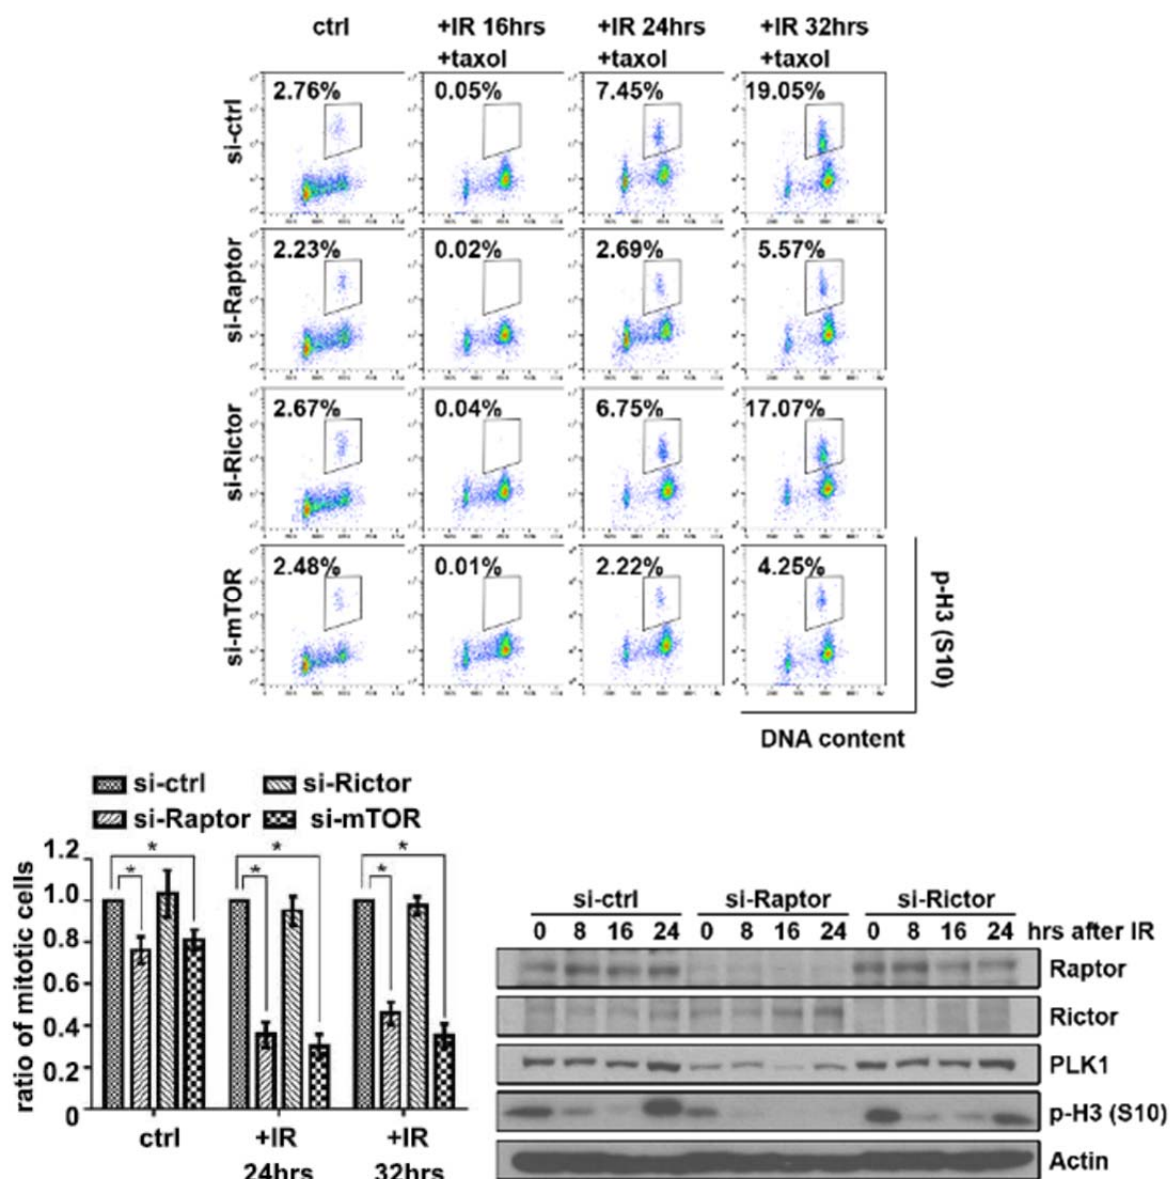 ctrl +IR 16hrs +IR 24hrs +IR 32hrs
+taxol +taxol +taxol
si-ctrl 2.76% 0.05% 7.45% 19.05%
si-Raptor 2.23% 0.02% 2.69% 5.57%
si-Rictor 2.67% 0.04% 6.75% 17.07%
si-mTOR 2.48% 0.01% 2.22% 4.25%
p-H3 (S10)
DNA content
si-ctrl si-Rictor
si-Raptor si-mTOR
ratio of mitotic cells
1.2
1.0
0.8
0.6
0.4
0.2
0
* * * * * *
ctrl +IR +IR
24hrs 32hrs
si-ctrl si-Raptor si-Rictor
0 8 16 24 0 8 16 24 0 8 16 24 hrs after IR
Raptor
Rictor
PLK1
p-H3 (S10)
Actin